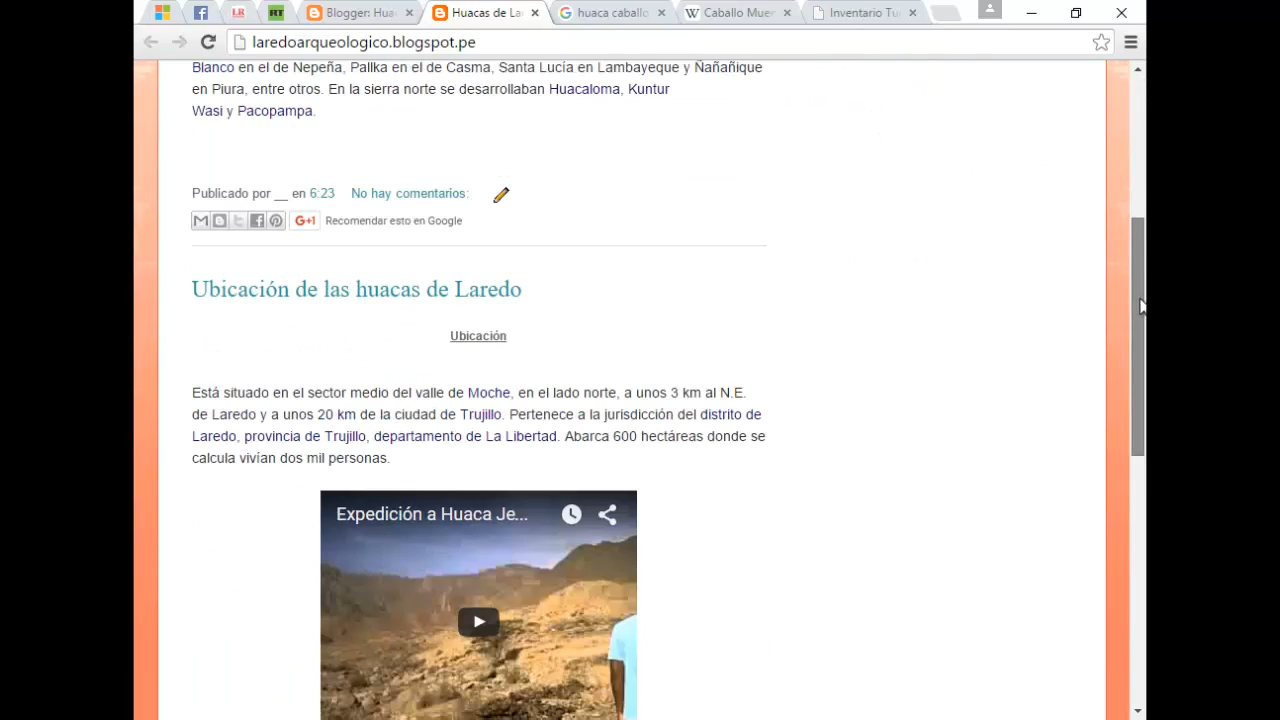 LR
RT
Blogger: Hua
Huacas de La
huaca caballo
Caballo Muer
Inventario Tu
laredoarqueologico.blogspot.pe
Blanco en el de Nepeña, Pallka en el de Casma, Santa Lucía en Lambayeque y Ñañañique
en Piura, entre otros. En la sierra norte se desarrollaban Huacaloma, Kuntur
Wasi y Pacopampa.
Publicado por __ en 6:23 No hay comentarios:
G+1 Recomendar esto en Google
Ubicación de las huacas de Laredo
Ubicación
Está situado en el sector medio del valle de Moche, en el lado norte, a unos 3 km al N.E.
de Laredo y a unos 20 km de la ciudad de Trujillo. Pertenece a la jurisdicción del distrito de
Laredo, provincia de Trujillo, departamento de La Libertad. Abarca 600 hectáreas donde se
calcula vivían dos mil personas.
Expedición a Huaca Je...